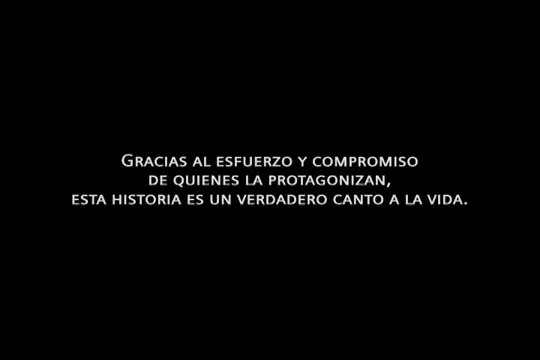 GRACIAS AL ESFUERZO Y COMPROMISO
DE QUIENES LA PROTAGONIZAN,
ESTA HISTORIA ES UN VERDADERO CANTO A LA VIDA.